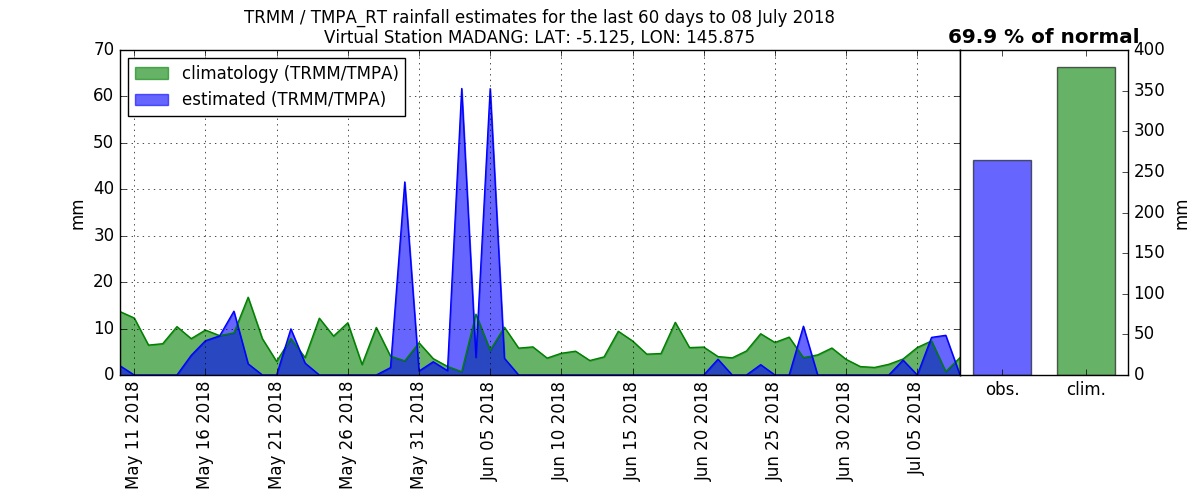 TRMM / TMPA_RT rainfall estimates for the last 60 days to 08 July 2018
Virtual Station MADANG: LAT: -5.125, LON: 145.875
69.9 % of normal
climatology (TRMM/TMPA)
estimated (TRMM/TMPA)
70
60
50
40
30
20
10
0
mm
May 11 2018
May 16 2018
May 21 2018
May 26 2018
May 31 2018
Jun 05 2018
Jun 10 2018
Jun 15 2018
Jun 20 2018
Jun 25 2018
Jun 30 2018
Jul 05 2018
obs.
clim.
400
350
300
250
200
150
100
50
0
mm